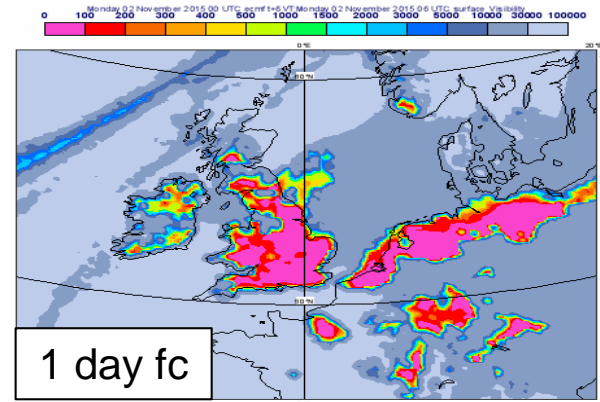 Monday 02 November 2015 00 UTC ecmf t+6 VT:Monday 02 November 2015 06 UTC surface Visibility
0 100 200 300 400 500 1000 1500 2000 3000 5000 10000 30000 100000
0°E 20°E
60°N
50°N
1 day fc